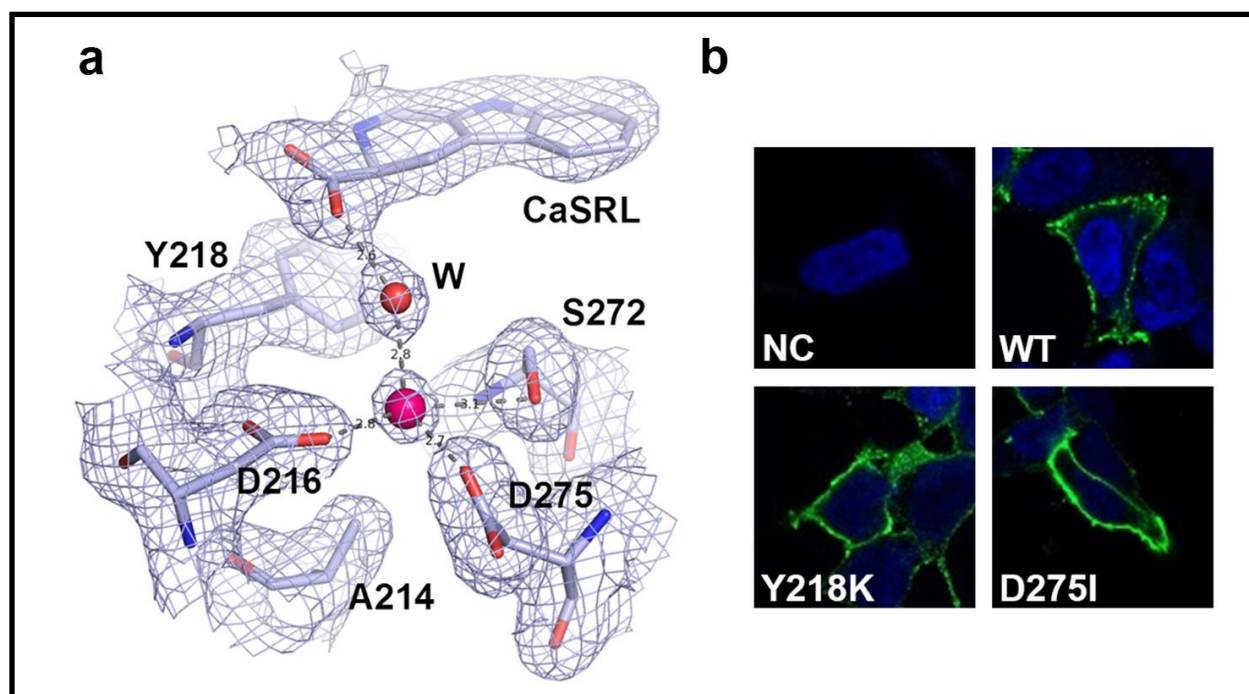 a
b
CaSRL
Y218
2.6
W
S272
2.8
3.1
2.8
2.7
D216
D275
A214
NC
WT
Y218K
D275I